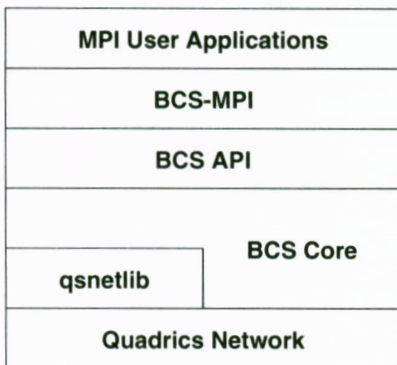 MPI User Applications
BCS-MPI
BCS API
BCS Core
qsnetlib
Quadrics Network